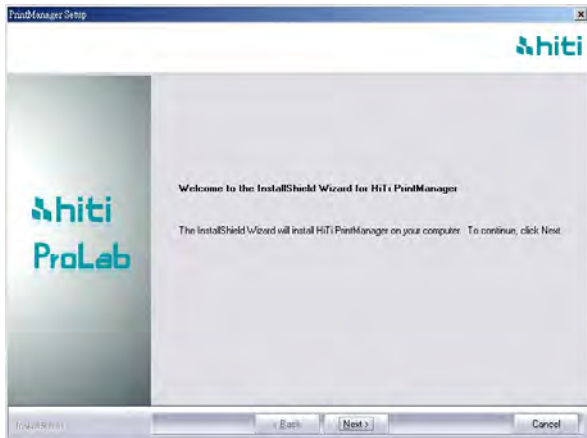 PrintManager Setup
hiti
hiti
ProLab
Welcome to the InstallShield Wizard for HiTi PrintManager
The InstallShield Wizard will install HiTi PrintManager on your computer. To continue, click Next.
InstallShield
< Back
Next >
Cancel